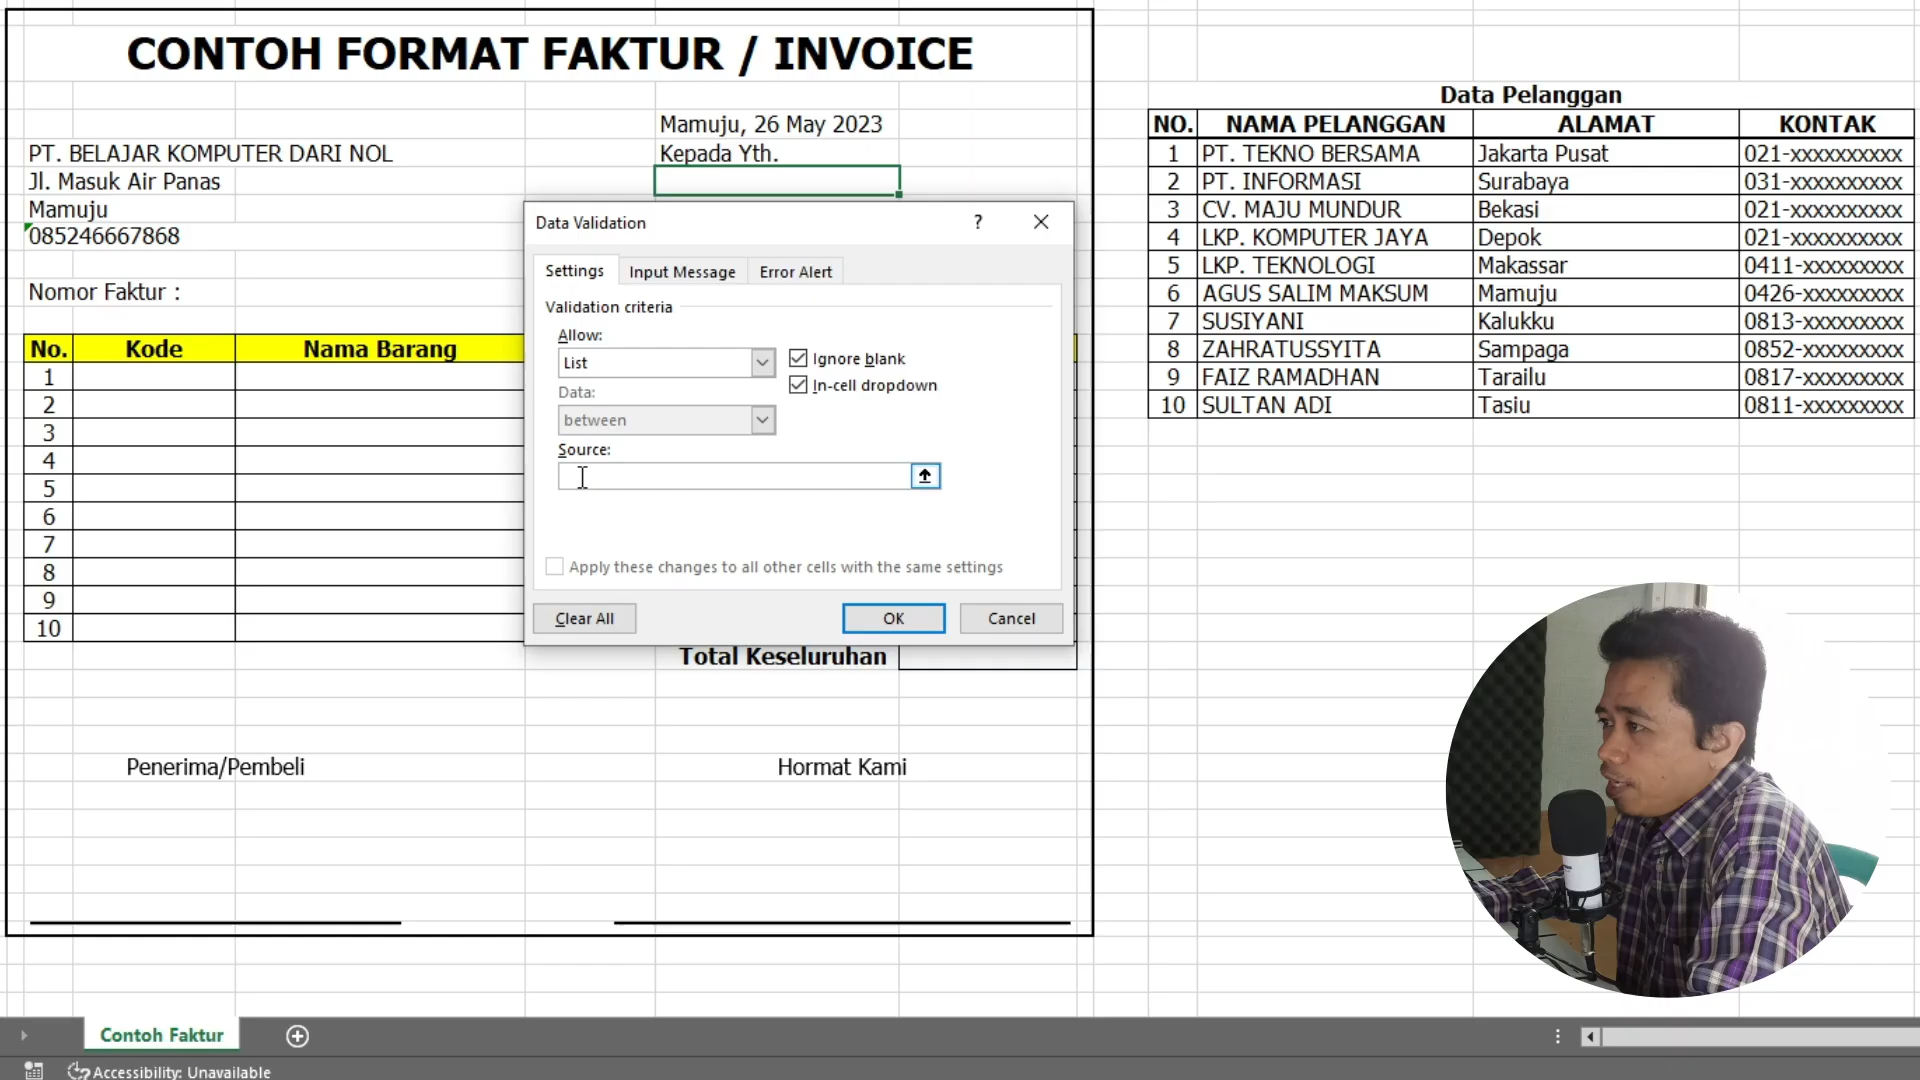 CONTOH FORMAT FAKTUR / INVOICE
Mamuju, 26 May 2023
PT. BELAJAR KOMPUTER DARI NOL
Kepada Yth.
Jl. Masuk Air Panas
Mamuju
085246667868
Nomor Faktur :
No. Kode Nama Barang
1
2
3
4
5
6
7
8
9
10
Total Keseluruhan
Penerima/Pembeli
Hormat Kami
Data Validation
?
Settings Input Message Error Alert
Validation criteria
Allow:
List
Ignore blank
In-cell dropdown
Data:
between
Source:
Apply these changes to all other cells with the same settings
Clear All OK Cancel
Data Pelanggan
NO. NAMA PELANGGAN ALAMAT KONTAK
1 PT. TEKNO BERSAMA Jakarta Pusat 021-xxxxxxxxxx
2 PT. INFORMASI Surabaya 031-xxxxxxxxxx
3 CV. MAJU MUNDUR Bekasi 021-xxxxxxxxxx
4 LKP. KOMPUTER JAYA Depok 021-xxxxxxxxxx
5 LKP. TEKNOLOGI Makassar 0411-xxxxxxxxx
6 AGUS SALIM MAKSUM Mamuju 0426-xxxxxxxxx
7 SUSIYANI Kalukku 0813-xxxxxxxxx
8 ZAHRATUSSYITA Sampaga 0852-xxxxxxxxx
9 FAIZ RAMADHAN Tarailu 0817-xxxxxxxxx
10 SULTAN ADI Tasiu 0811-xxxxxxxxx
Contoh Faktur
Accessibility: Unavailable